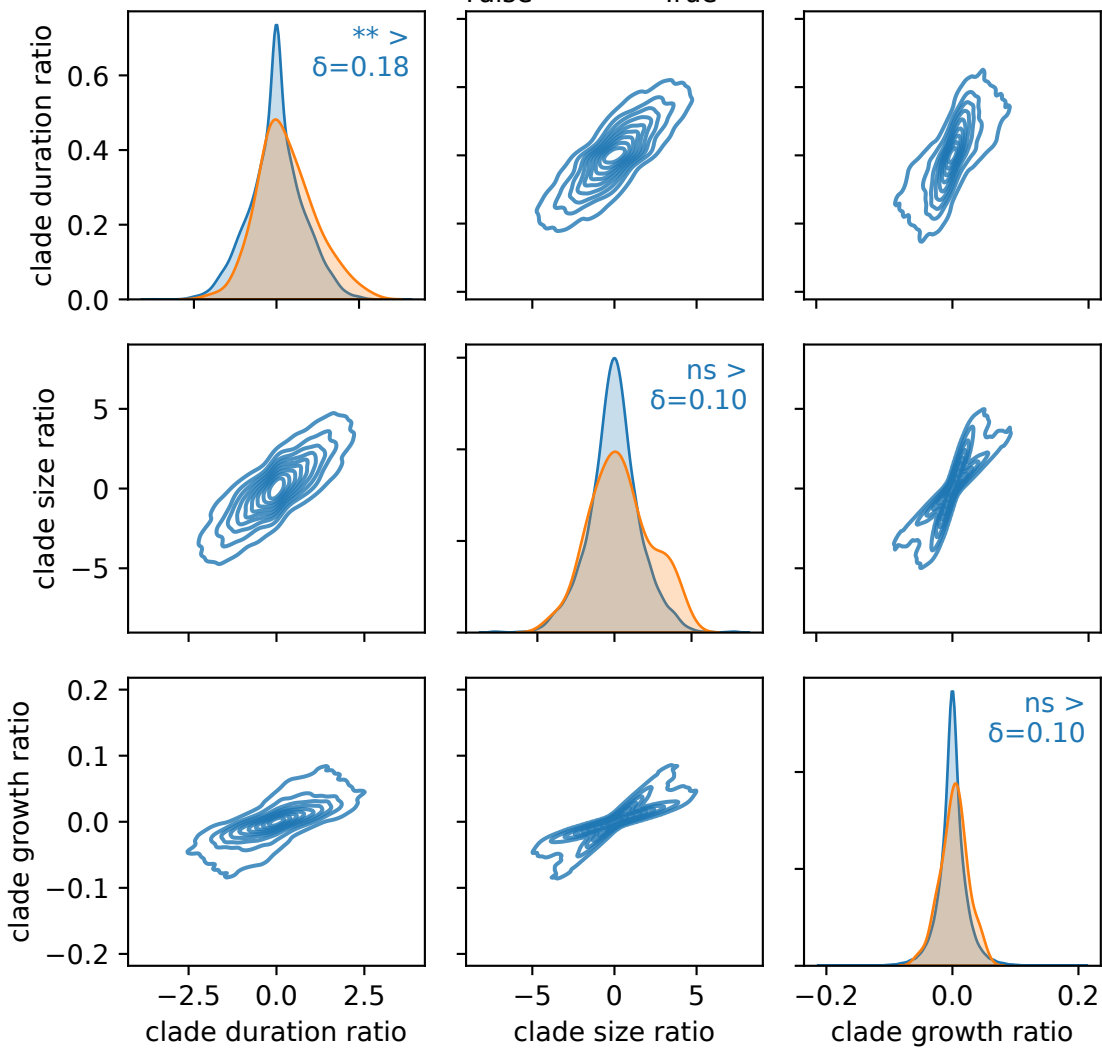 True
clade duration ratio
0.6
0.4
0.2
0.0
** >
δ=0.18
clade size ratio
5
0
−5
ns >
δ=0.10
clade growth ratio
0.2
0.1
0.0
−0.1
−0.2
ns >
δ=0.10
−2.5
0.0
2.5
−5
0
5
−0.2
0.0
0.2
clade duration ratio
clade size ratio
clade growth ratio